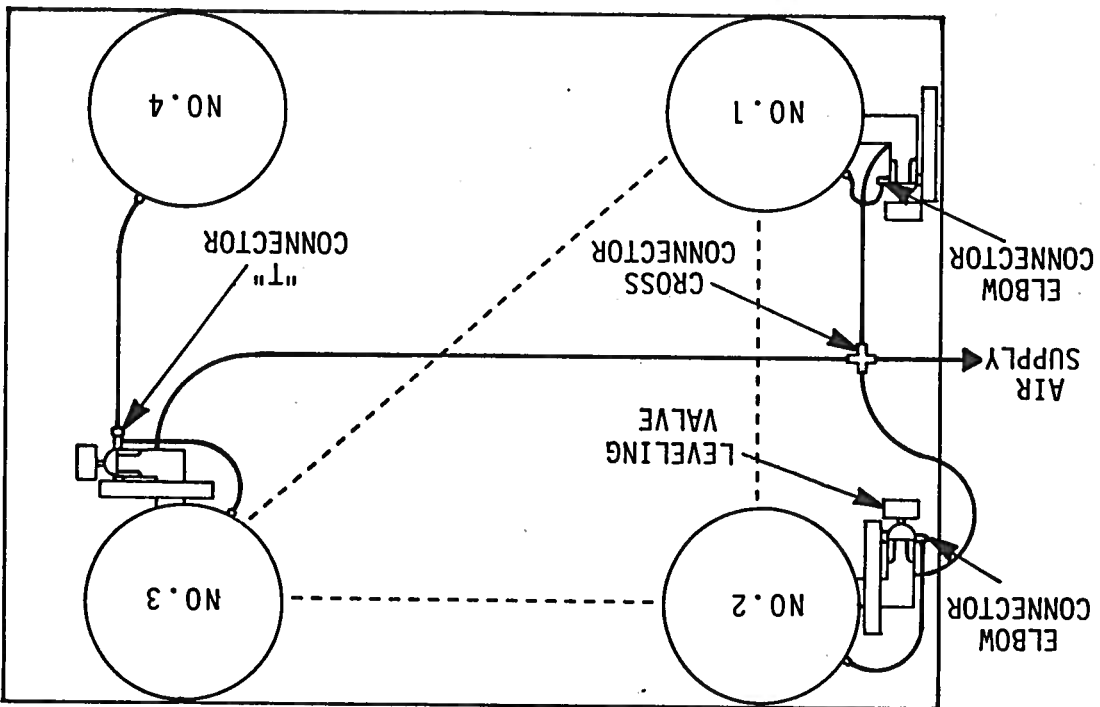 ELBOW
CONNECTOR
NO.2
NO.3
LEVELING
VALVE
AIR
SUPPLY
CROSS
CONNECTOR
"T"
CONNECTOR
ELBOW
CONNECTOR
NO.1
NO.4